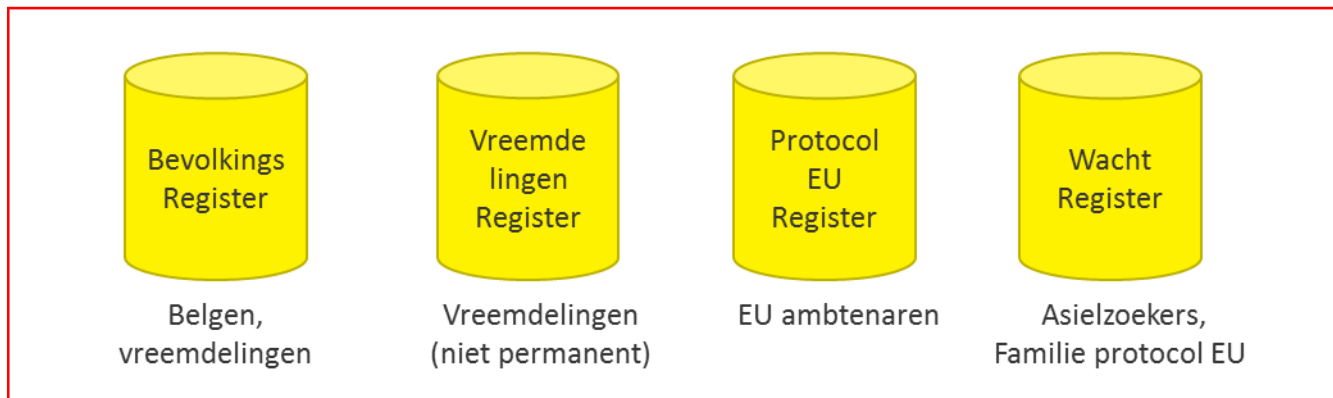 Bevolkings
Register
Vreemde
lingen
Register
Protocol
EU
Register
Wacht
Register
Belgen,
vreemdelingen
Vreemdelingen
(niet permanent)
EU ambtenaren
Asielzoekers,
Familie protocol EU